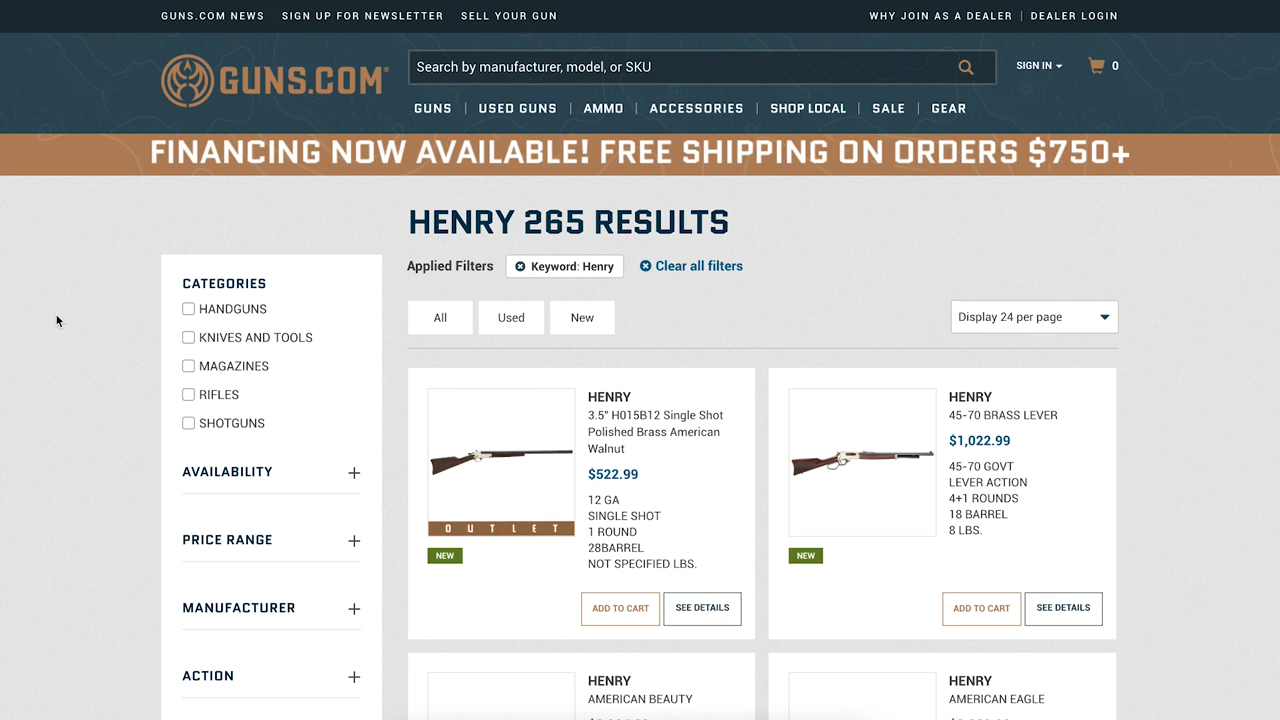 GUNS.COM NEWS SIGN UP FOR NEWSLETTER SELL YOUR GUN WHY JOIN AS A DEALER | DEALER LOGIN
GUNS.COM®
Search by manufacturer, model, or SKU
SIGN IN
0
GUNS | USED GUNS | AMMO | ACCESSORIES | SHOP LOCAL | SALE | GEAR
FINANCING NOW AVAILABLE! FREE SHIPPING ON ORDERS $750+
HENRY 265 RESULTS
Applied Filters
Keyword: Henry
Clear all filters
All
Used
New
Display 24 per page
CATEGORIES
HANDGUNS
KNIVES AND TOOLS
MAGAZINES
RIFLES
SHOTGUNS
AVAILABILITY
PRICE RANGE
MANUFACTURER
ACTION
OUTLET
NEW
HENRY
3.5" H015B12 Single Shot
Polished Brass American
Walnut
$522.99
12 GA
SINGLE SHOT
1 ROUND
28BARREL
NOT SPECIFIED LBS.
ADD TO CART
SEE DETAILS
NEW
HENRY
45-70 BRASS LEVER
$1,022.99
45-70 GOVT
LEVER ACTION
4+1 ROUNDS
18 BARREL
8 LBS.
ADD TO CART
SEE DETAILS
HENRY
AMERICAN BEAUTY
HENRY
AMERICAN EAGLE